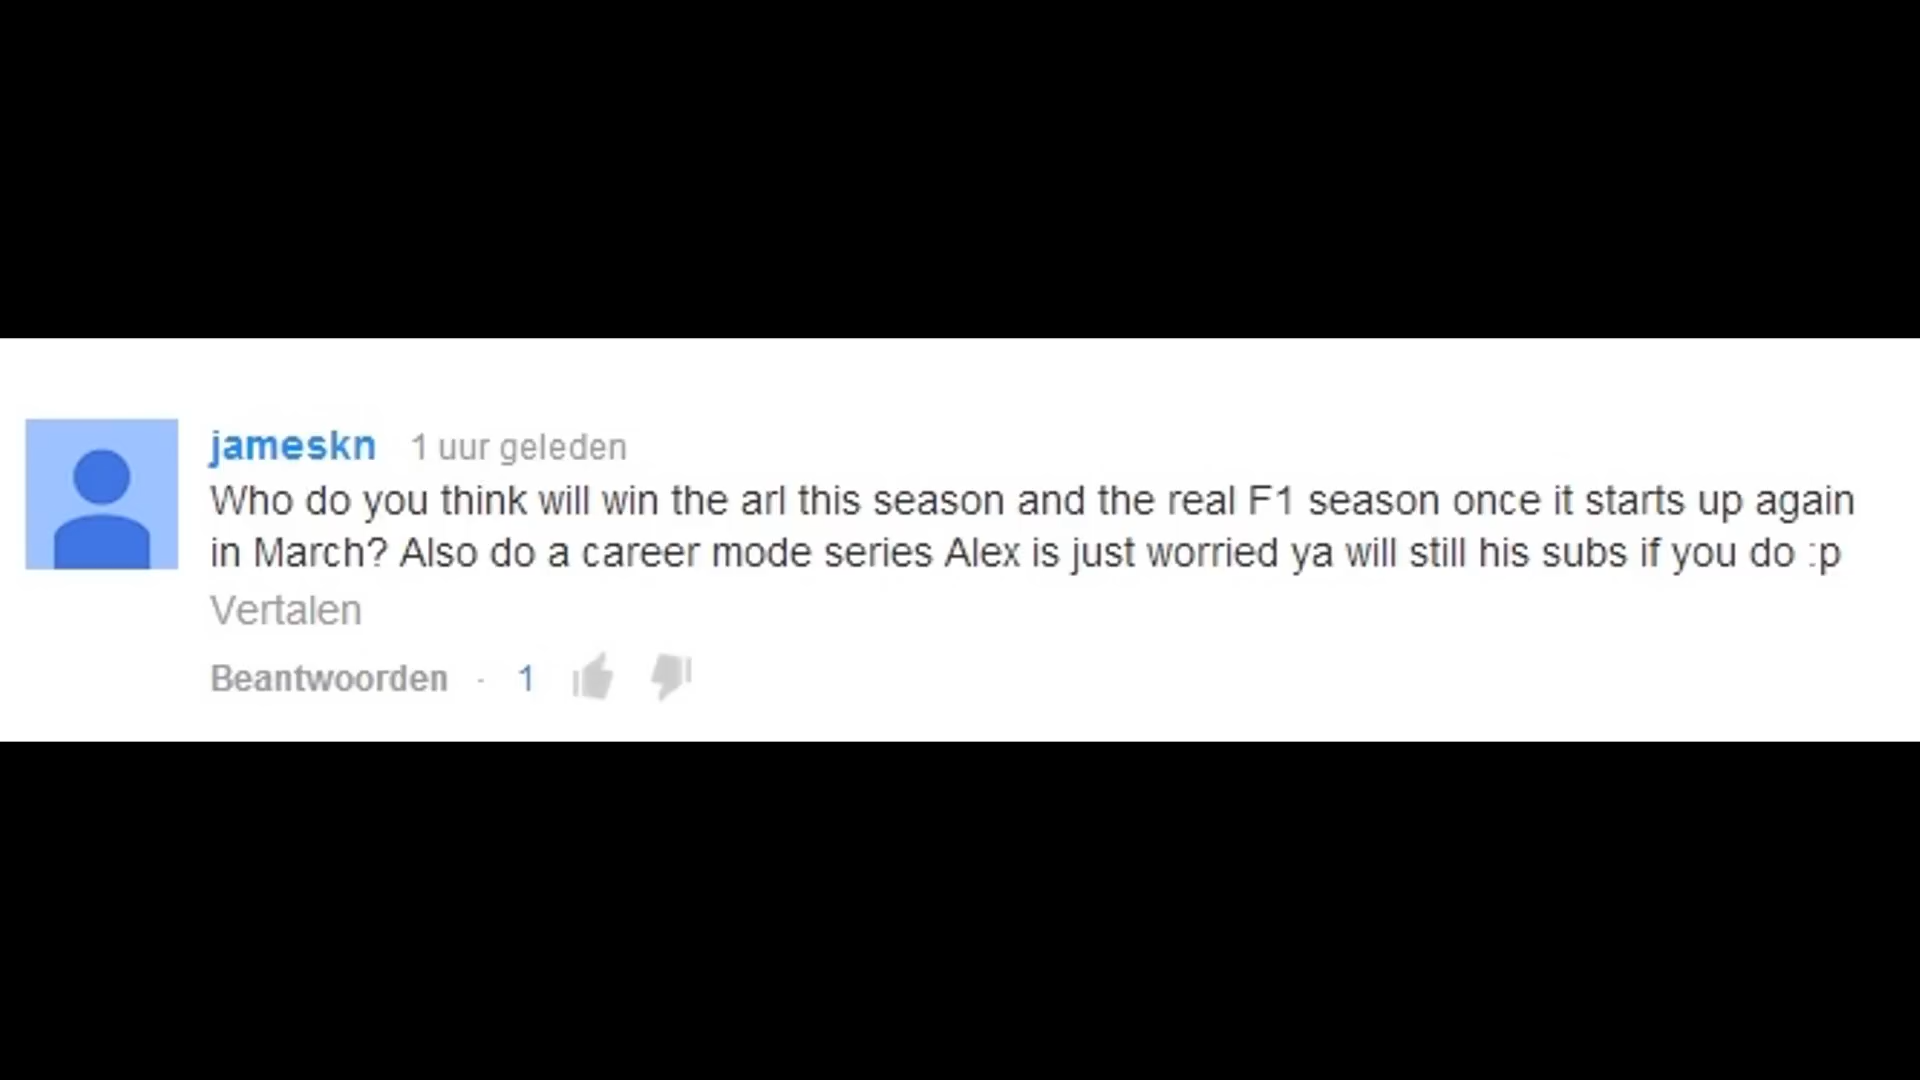 jameskn 1 uur geleden
Who do you think will win the arl this season and the real F1 season once it starts up again
in March? Also do a career mode series Alex is just worried ya will still his subs if you do :p
Vertalen
Beantwoorden · 1